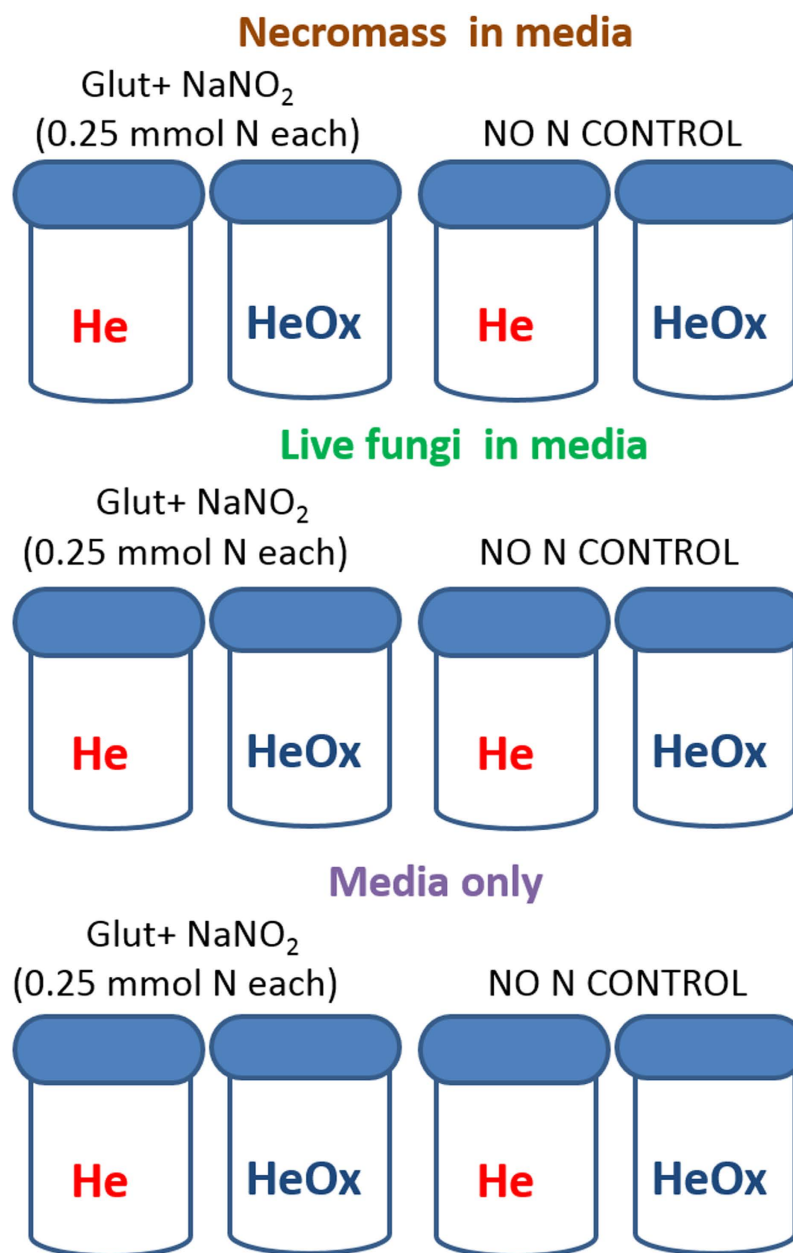 Necromass in media
Glut+ NaNO₂
(0.25 mmol N each) NO N CONTROL
He HeOx He HeOx
Live fungi in media
Glut+ NaNO₂
(0.25 mmol N each) NO N CONTROL
He HeOx He HeOx
Media only
Glut+ NaNO₂
(0.25 mmol N each) NO N CONTROL
He HeOx He HeOx